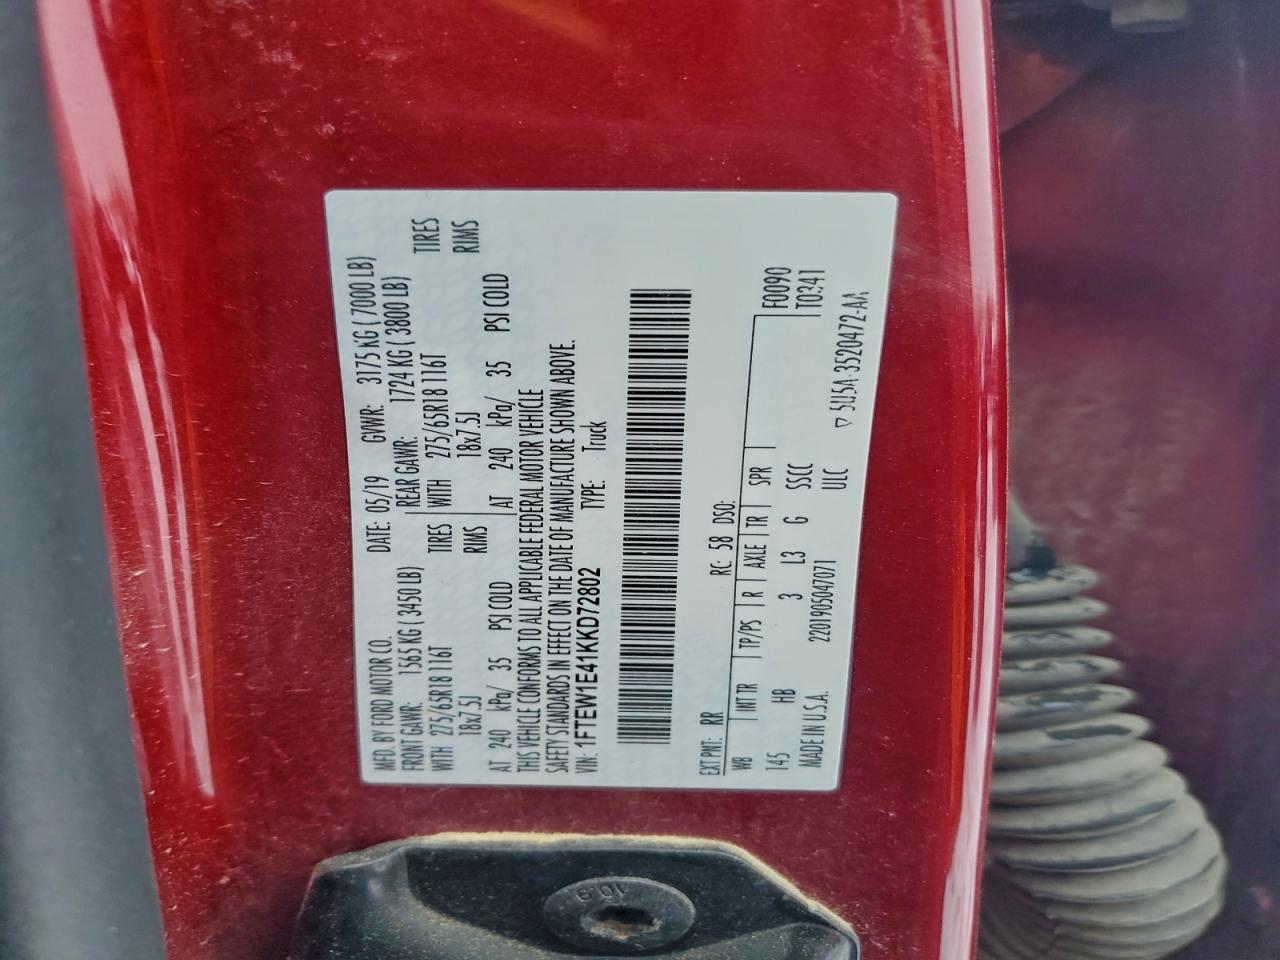 MFD. BY FORD MOTOR CO.
DATE: 05/19 GVWR: 3175 KG ( 7000 LB)
FRONT GAWR: 1565 KG ( 3450 LB)
REAR GAWR: 1724 KG ( 3800 LB)
WITH 275/65R18 116T TIRES
WITH 275/65R18 116T TIRES
18x7.5J RIMS
18x7.5J RIMS
AT 240 kPa/ 35 PSI COLD
AT 240 kPa/ 35 PSI COLD
THIS VEHICLE CONFORMS TO ALL APPLICABLE FEDERAL MOTOR VEHICLE
SAFETY STANDARDS IN EFFECT ON THE DATE OF MANUFACTURE SHOWN ABOVE.
VIN: 1FTEW1E41KKD72802 TYPE: Truck
EXT PNT: RR RC: 58 DSO:
WB INT TR TP/PS R AXLE TR SPR F0090
145 HB 3 L3 G SSCC T0341
MADE IN U.S.A. 2201905047071 ULC
▽ 5U5A-3520472-AA
10.9